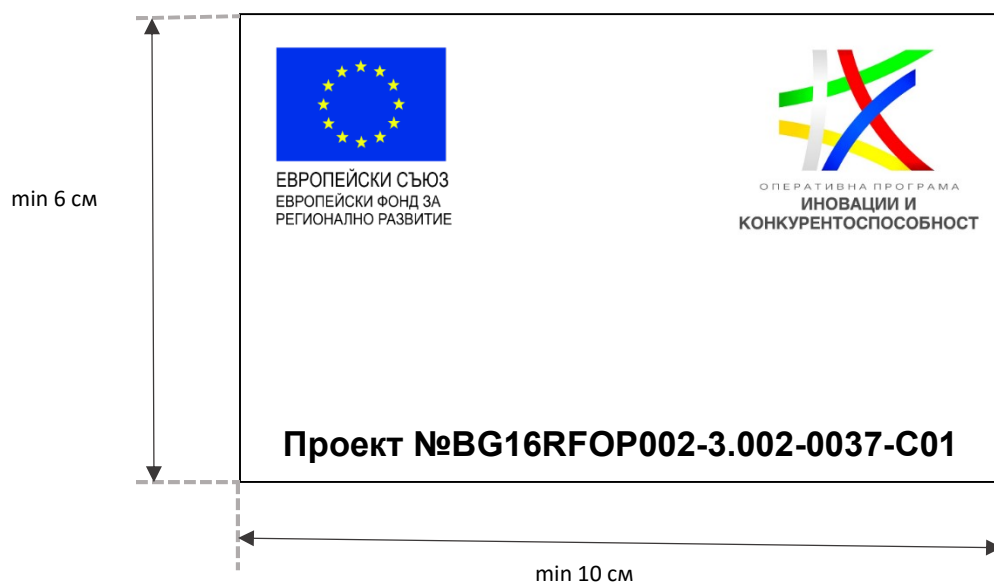 min 6 см
ЕВРОПЕЙСКИ СЪЮЗ
ЕВРОПЕЙСКИ ФОНД ЗА
РЕГИОНАЛНО РАЗВИТИЕ
ОПЕРАТИВНА ПРОГРАМА
ИНОВАЦИИ И
КОНКУРЕНТОСПОСОБНОСТ
Проект №BG16RFOP002-3.002-0037-C01
min 10 см